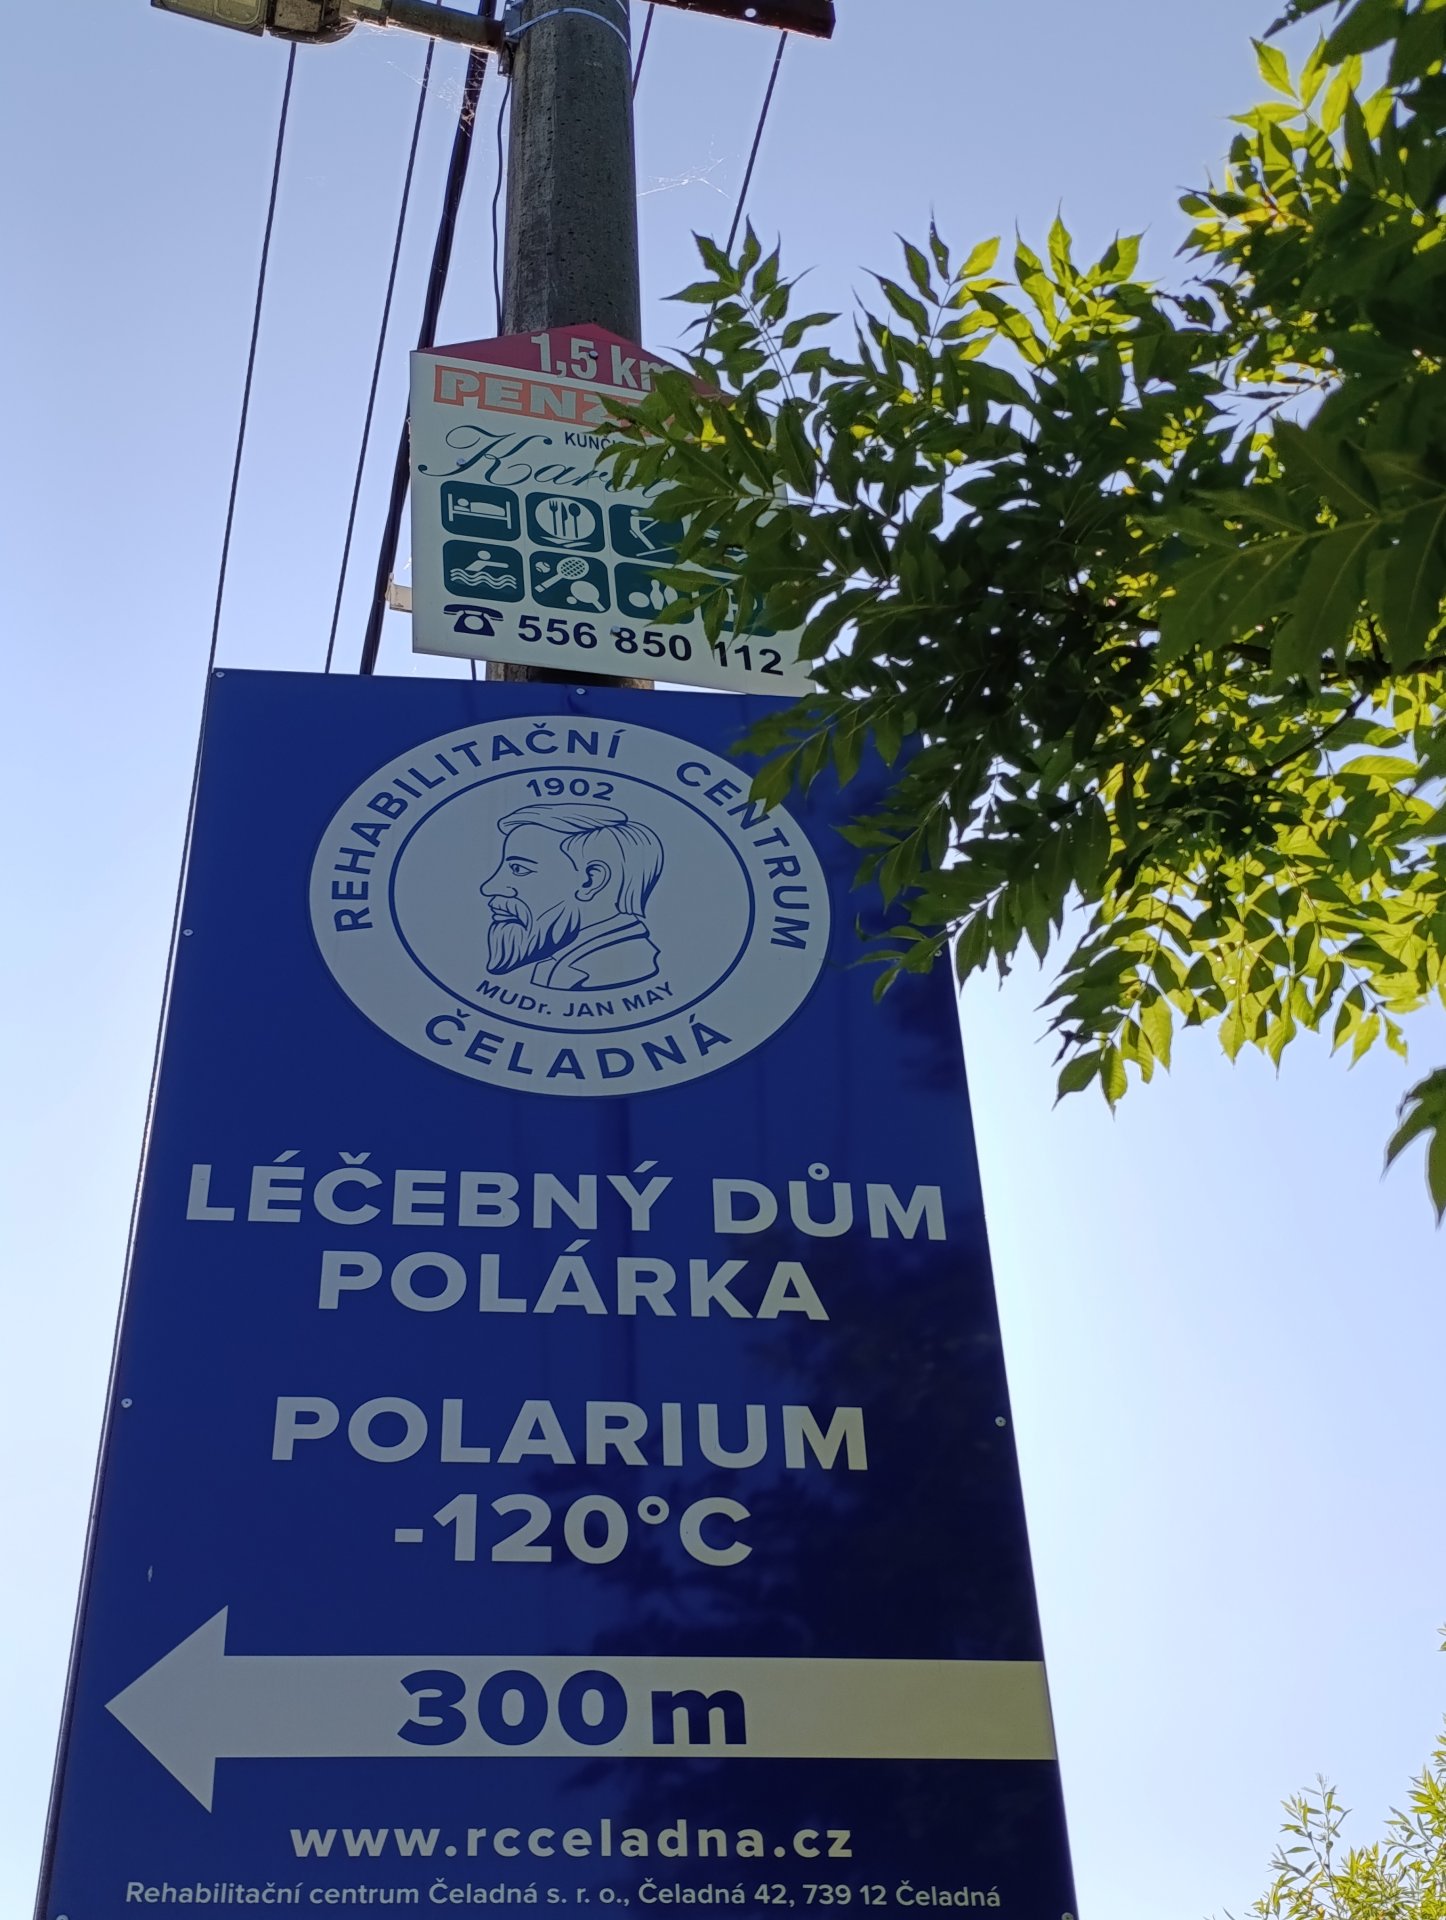 1,5 km
556 850 112
REHABILITAČNÍ CENTRUM
1902
MUDr. JAN MAY
ČELADNÁ
LÉČEBNÝ DŮM
POLÁRKA
POLARIUM
-120°C
300 m
www.rcceladna.cz
Rehabilitační centrum Čeladná s. r. o., Čeladná 42, 739 12 Čeladná